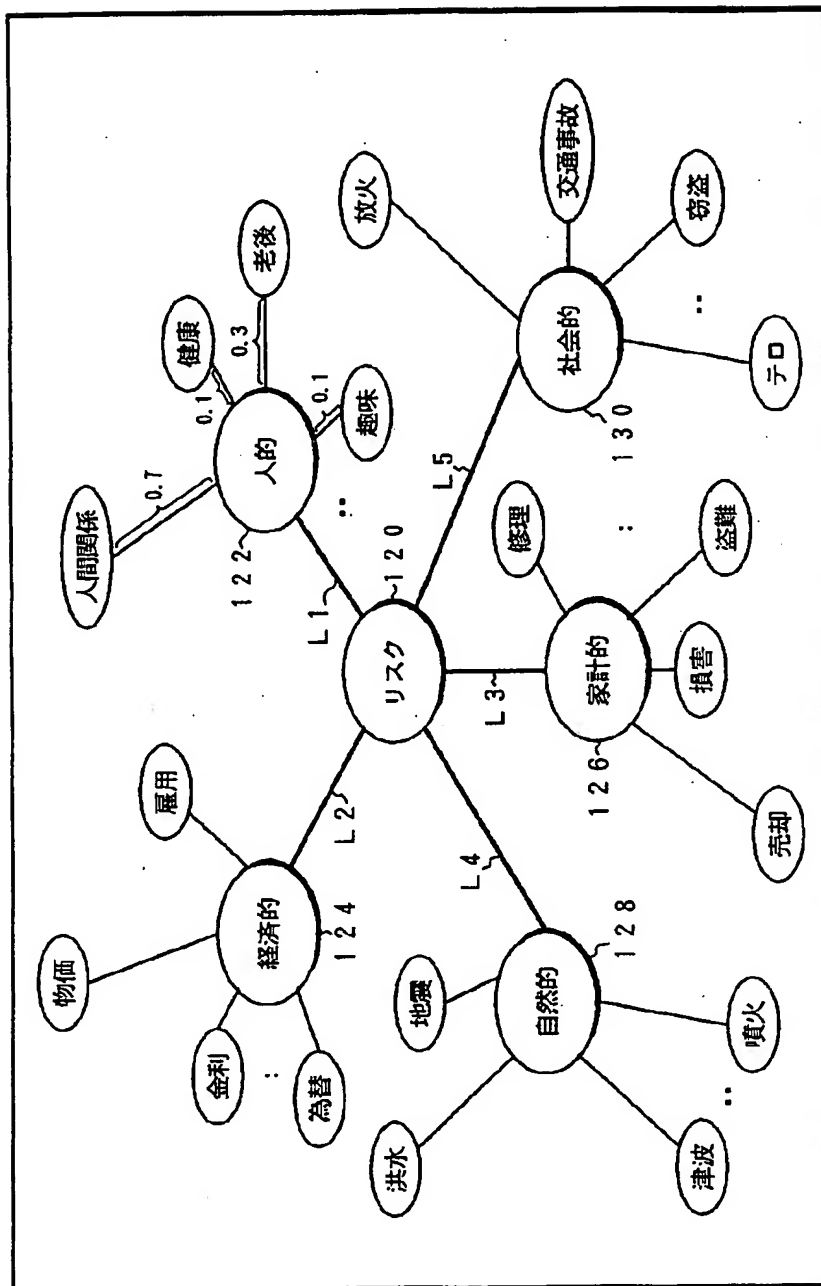 人間関係
0.7
健康
0.1
0.3
老後
人的
0.1
趣味
122
L1
物価
雇用
経済的
金利
為替
124
L2
リスク
120
L5
放火
交通事故
社会的
窃盗
テロ
130
L3
修理
家計的
盗難
損害
売却
126
L4
地震
洪水
自然的
128
津波
噴火